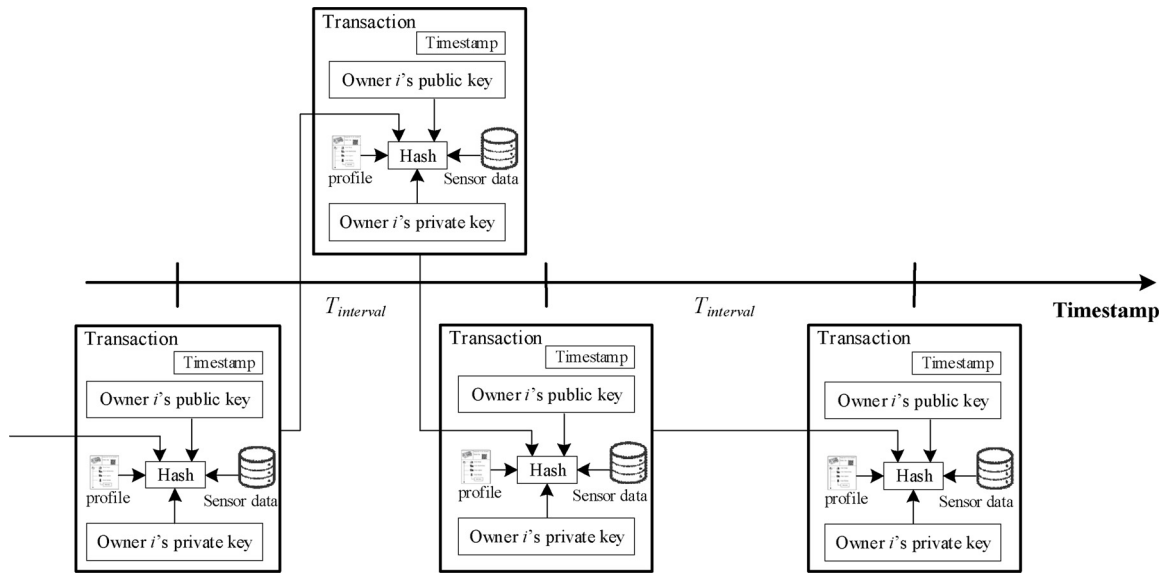 Transaction
Timestamp
Owner i's public key
Hash
profile
Sensor data
Owner i's private key
T interval
T interval
Timestamp
Transaction
Timestamp
Owner i's public key
Hash
profile
Sensor data
Owner i's private key
Transaction
Timestamp
Owner i's public key
Hash
profile
Sensor data
Owner i's private key
Transaction
Timestamp
Owner i's public key
Hash
profile
Sensor data
Owner i's private key